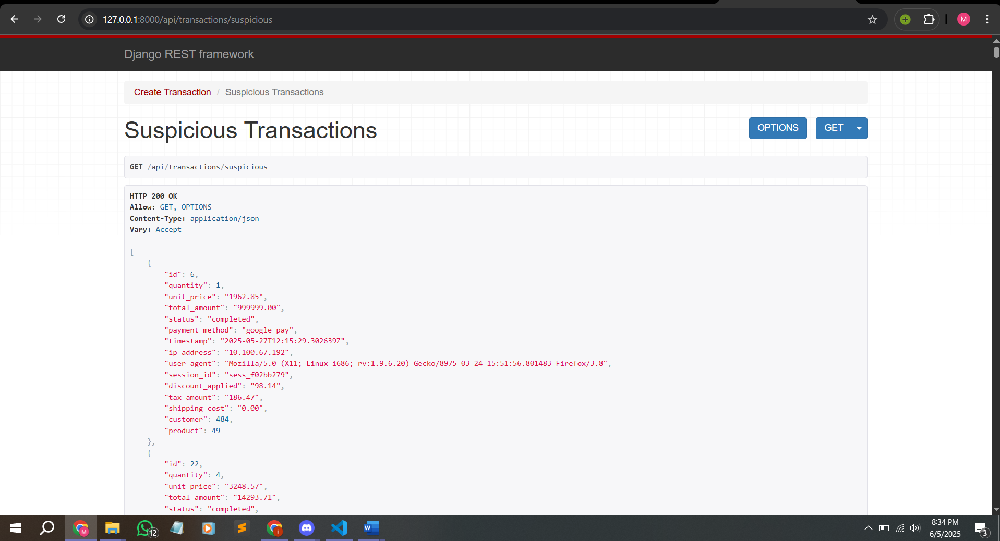 127.0.0.1:8000/api/transactions/suspicious
M
Django REST framework
Create Transaction / Suspicious Transactions
Suspicious Transactions
OPTIONS
GET
GET /api/transactions/suspicious
HTTP 200 OK
Allow: GET, OPTIONS
Content-Type: application/json
Vary: Accept
[
{
"id": 6,
"quantity": 1,
"unit_price": "1962.85",
"total_amount": "999999.00",
"status": "completed",
"payment_method": "google_pay",
"timestamp": "2025-05-27T12:15:29.302639Z",
"ip_address": "10.100.67.192",
"user_agent": "Mozilla/5.0 (X11; Linux i686; rv:1.9.6.20) Gecko/8975-03-24 15:51:56.801483 Firefox/3.8",
"session_id": "sess_f02bb279",
"discount_applied": "98.14",
"tax_amount": "186.47",
"shipping_cost": "0.00",
"customer": 484,
"product": 49
},
{
"id": 22,
"quantity": 4,
"unit_price": "3248.57",
"total_amount": "14293.71",
"status": "completed",
M
12
i
W
8:34 PM
6/5/2025
3